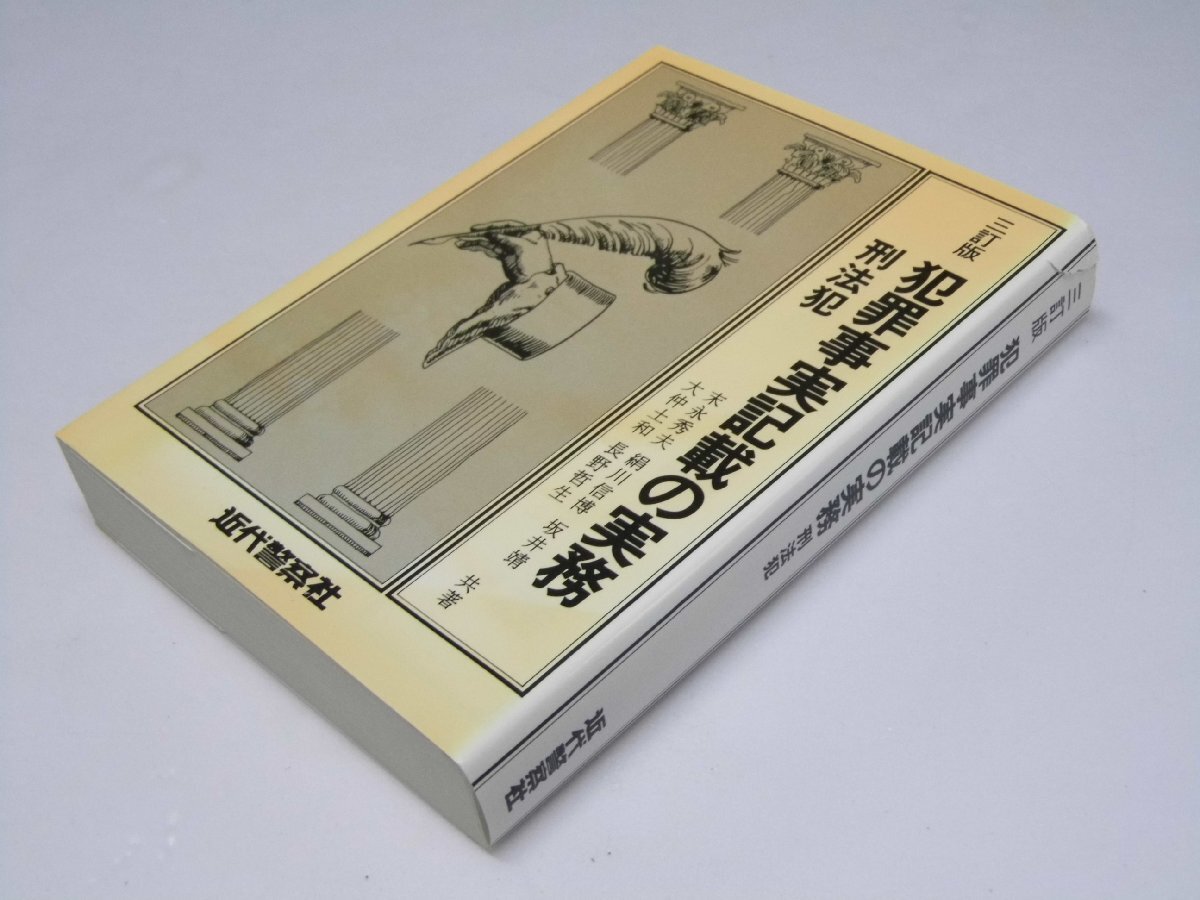 三訂版
犯罪事実記載の実務
刑法犯
末永秀夫 絹川信博 坂井靖
大仲土和 長野哲生 共著
近代警察社
三訂版 犯罪事実記載の実務 刑法犯
近代警察社